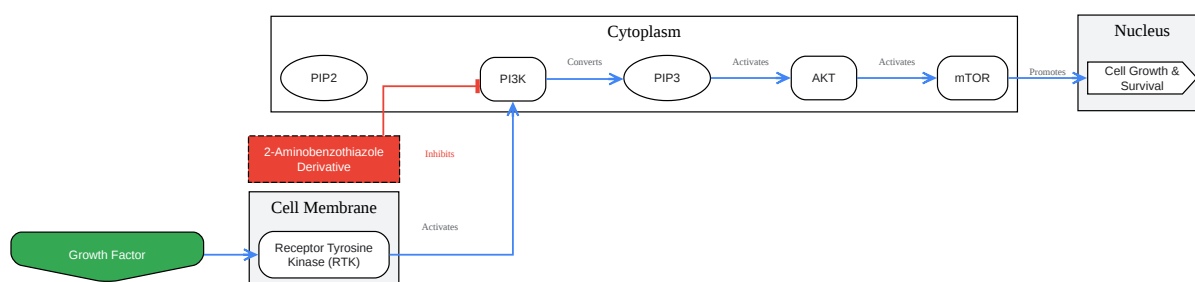 Cytoplasm
Nucleus
PIP2
PI3K
Converts
PIP3
Activates
AKT
Activates
mTOR
Promotes
Cell Growth &
Survival
2-Aminobenzothiazole
Derivative
Inhibits
Cell Membrane
Activates
Growth Factor
Receptor Tyrosine
Kinase (RTK)